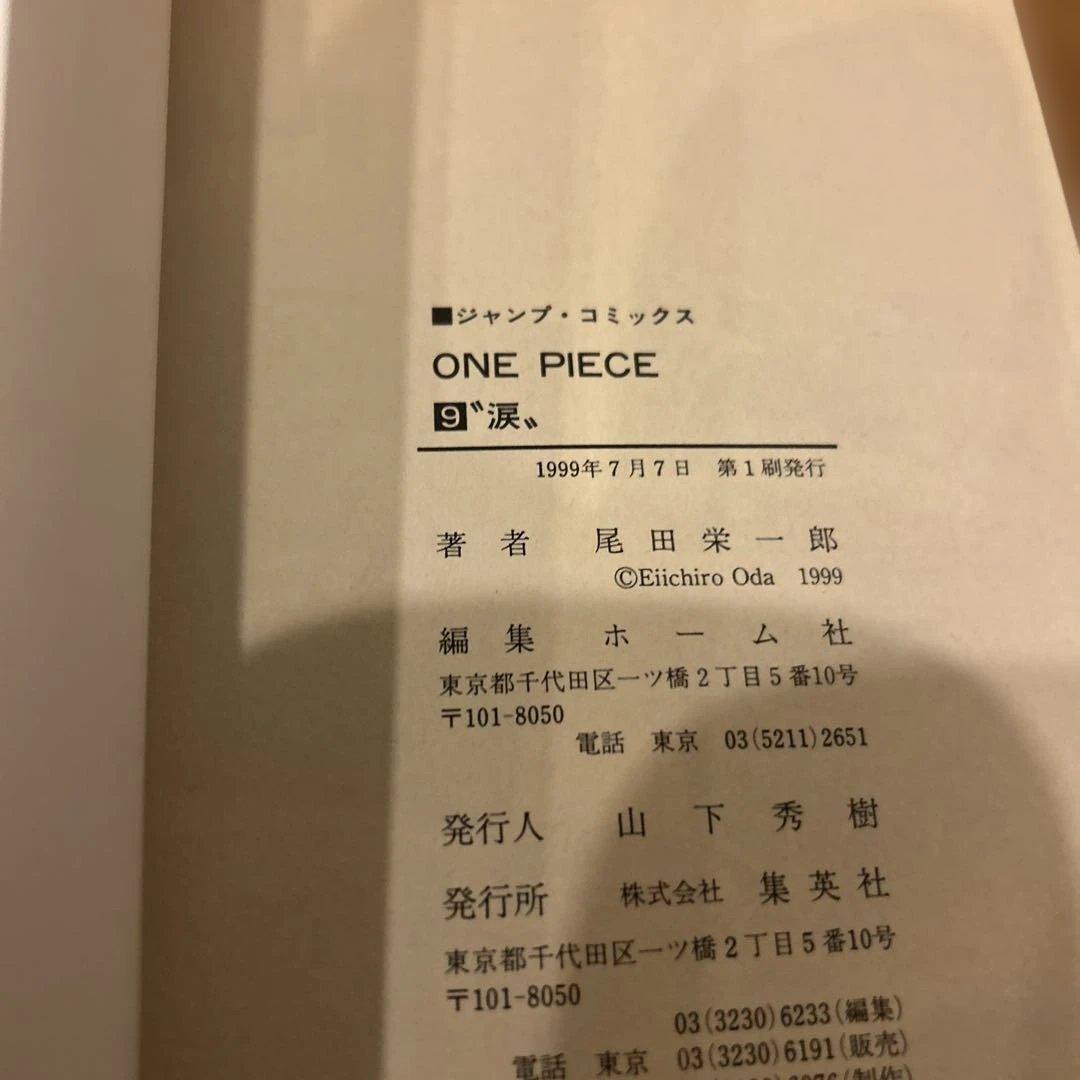 ■ジャンプ・コミックス
ONE PIECE
9〝涙〟
1999年7月7日 第1刷発行
著者 尾田栄一郎
©Eiichiro Oda 1999
編集 ホーム社
東京都千代田区一ツ橋2丁目5番10号
〒101-8050
電話 東京 03(5211)2651
発行人 山下秀樹
発行所 株式会社 集英社
東京都千代田区一ツ橋2丁目5番10号
〒101-8050
03(3230)6233(編集)
電話 東京 03(3230)6191(販売)
6076(制作)